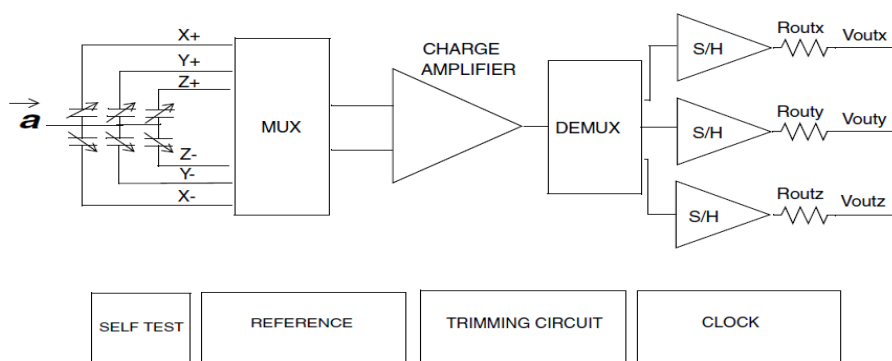 X+
Y+
Z+
a
Z-
Y-
X-
MUX
CHARGE
AMPLIFIER
DEMUX
S/H
Routx
Voutx
S/H
Routy
Vouty
S/H
Routz
Voutz
SELF TEST
REFERENCE
TRIMMING CIRCUIT
CLOCK